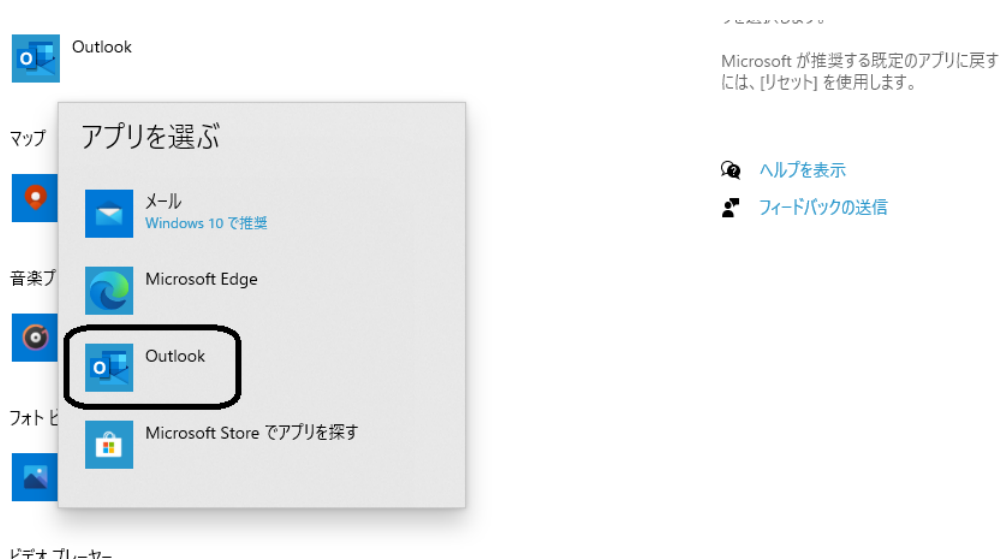 Outlook
マップ
音楽プ
フォト ビ
ビデオ プレーヤー
アプリを選ぶ
メール
Windows 10 で推奨
Microsoft Edge
Outlook
Microsoft Store でアプリを探す
Microsoft が推奨する既定のアプリに戻す
には、[リセット] を使用します。
ヘルプを表示
フィードバックの送信